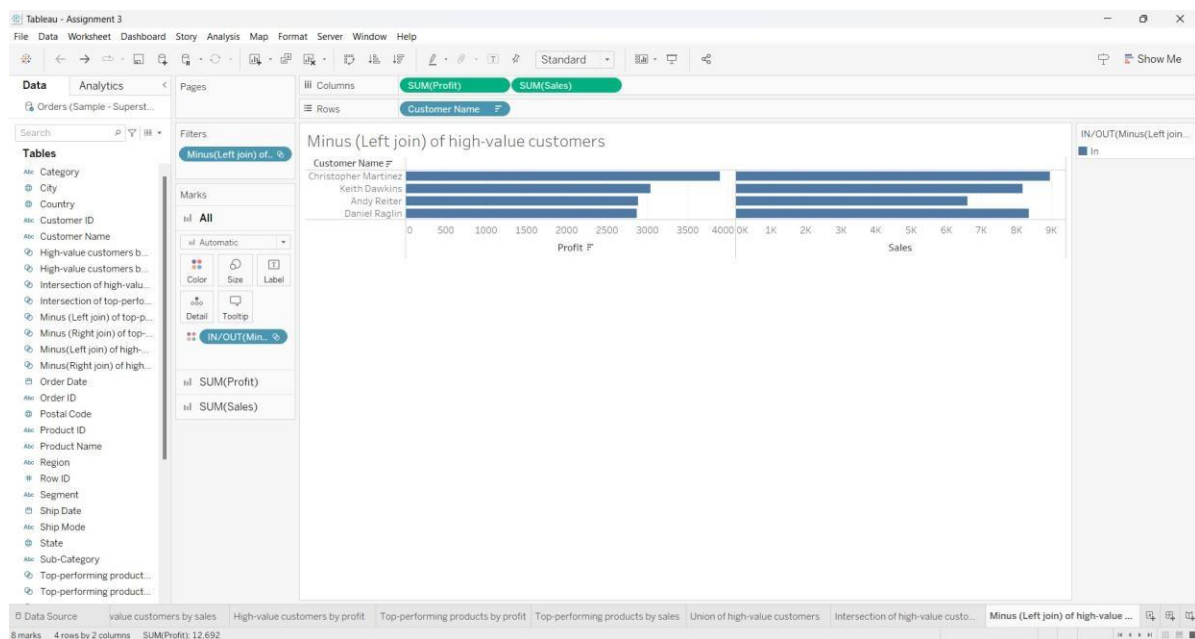 Tableau - Assignment 3
File Data Worksheet Dashboard Story Analysis Map Format Server Window Help
Standard
Show Me
Data Analytics
Pages
Columns SUM(Profit) SUM(Sales)
Orders (Sample - Superst...
Rows Customer Name
Search
Tables
Abc Category
City
Country
Abc Customer ID
Abc Customer Name
High-value customers b...
High-value customers b...
Intersection of high-valu...
Intersection of top-perfo...
Minus (Left join) of top-p...
Minus (Right join) of top-...
Minus(Left join) of high-...
Minus(Right join) of high...
Order Date
Abc Order ID
Postal Code
Abc Product ID
Abc Product Name
Abc Region
# Row ID
Abc Segment
Ship Date
Abc Ship Mode
State
Abc Sub-Category
Top-performing product...
Top-performing product...
Filters
Minus(Left join) of..
Marks
All
Automatic
Color Size Label
Detail Tooltip
IN/OUT(Min..
SUM(Profit)
SUM(Sales)
Minus (Left join) of high-value customers
Customer Name
Christopher Martinez
Keith Dawkins
Andy Reiter
Daniel Raglin
0 500 1000 1500 2000 2500 3000 3500 4000 0K 1K 2K 3K 4K 5K 6K 7K 8K 9K
Profit Sales
IN/OUT(Minus(Left join...
In
Data Source value customers by sales High-value customers by profit Top-performing products by profit Top-performing products by sales Union of high-value customers Intersection of high-value custo... Minus (Left join) of high-value ...
8 marks 4 rows by 2 columns SUM(Profit): 12,692